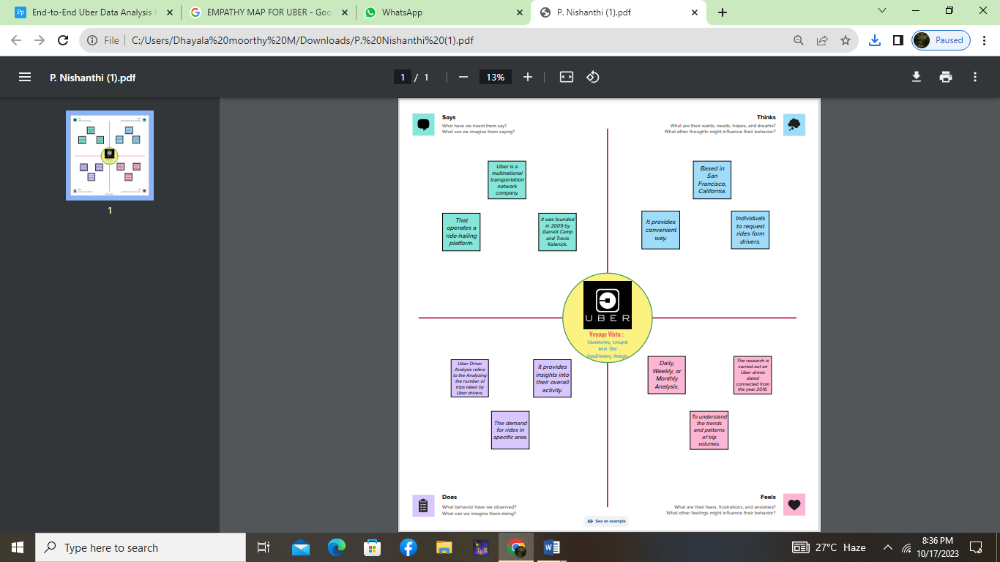 End-to-End Uber Data Analysis P
EMPATHY MAP FOR UBER - Goo
WhatsApp
P. Nishanthi (1).pdf
File
C:/Users/Dhayala%20moorthy%20M/Downloads/P.%20Nishanthi%20(1).pdf
Paused
P. Nishanthi (1).pdf
1 / 1
13%
1
Says
What have we heard them say?
What can we imagine them saying?
Thinks
What are their wants, needs, hopes, and dreams?
What other thoughts might influence their behavior?
Uber is a
multinational
transportation
network
company.
That
operates a
ride-hailing
platform.
It was founded
in 2009 by
Garrett Camp
and Travis
Kalanick.
Based in
San
Francisco,
California.
It provides
convenient
way.
Individuals
to request
rides form
drivers.
UBER
Voyage Vista :
Illuminating Insights
from Uber
Expeditionary Analysis
Uber Driver
Analysis refers
to the Analyzing
the number of
trips taken by
Uber drivers.
It provides
insights into
their overall
activity.
The demand
for rides in
specific area.
Daily,
Weekly, or
Monthly
Analysis.
The research is
carried out on
Uber drives
dated
connected from
the year 2016.
To understand
the trends
and patterns
of trip
volumes.
Does
What behavior have we observed?
What can we imagine them doing?
Feels
What are their fears, frustrations, and anxieties?
What other feelings might influence their behavior?
See an example
Type here to search
27°C Haze
8:36 PM
10/17/2023